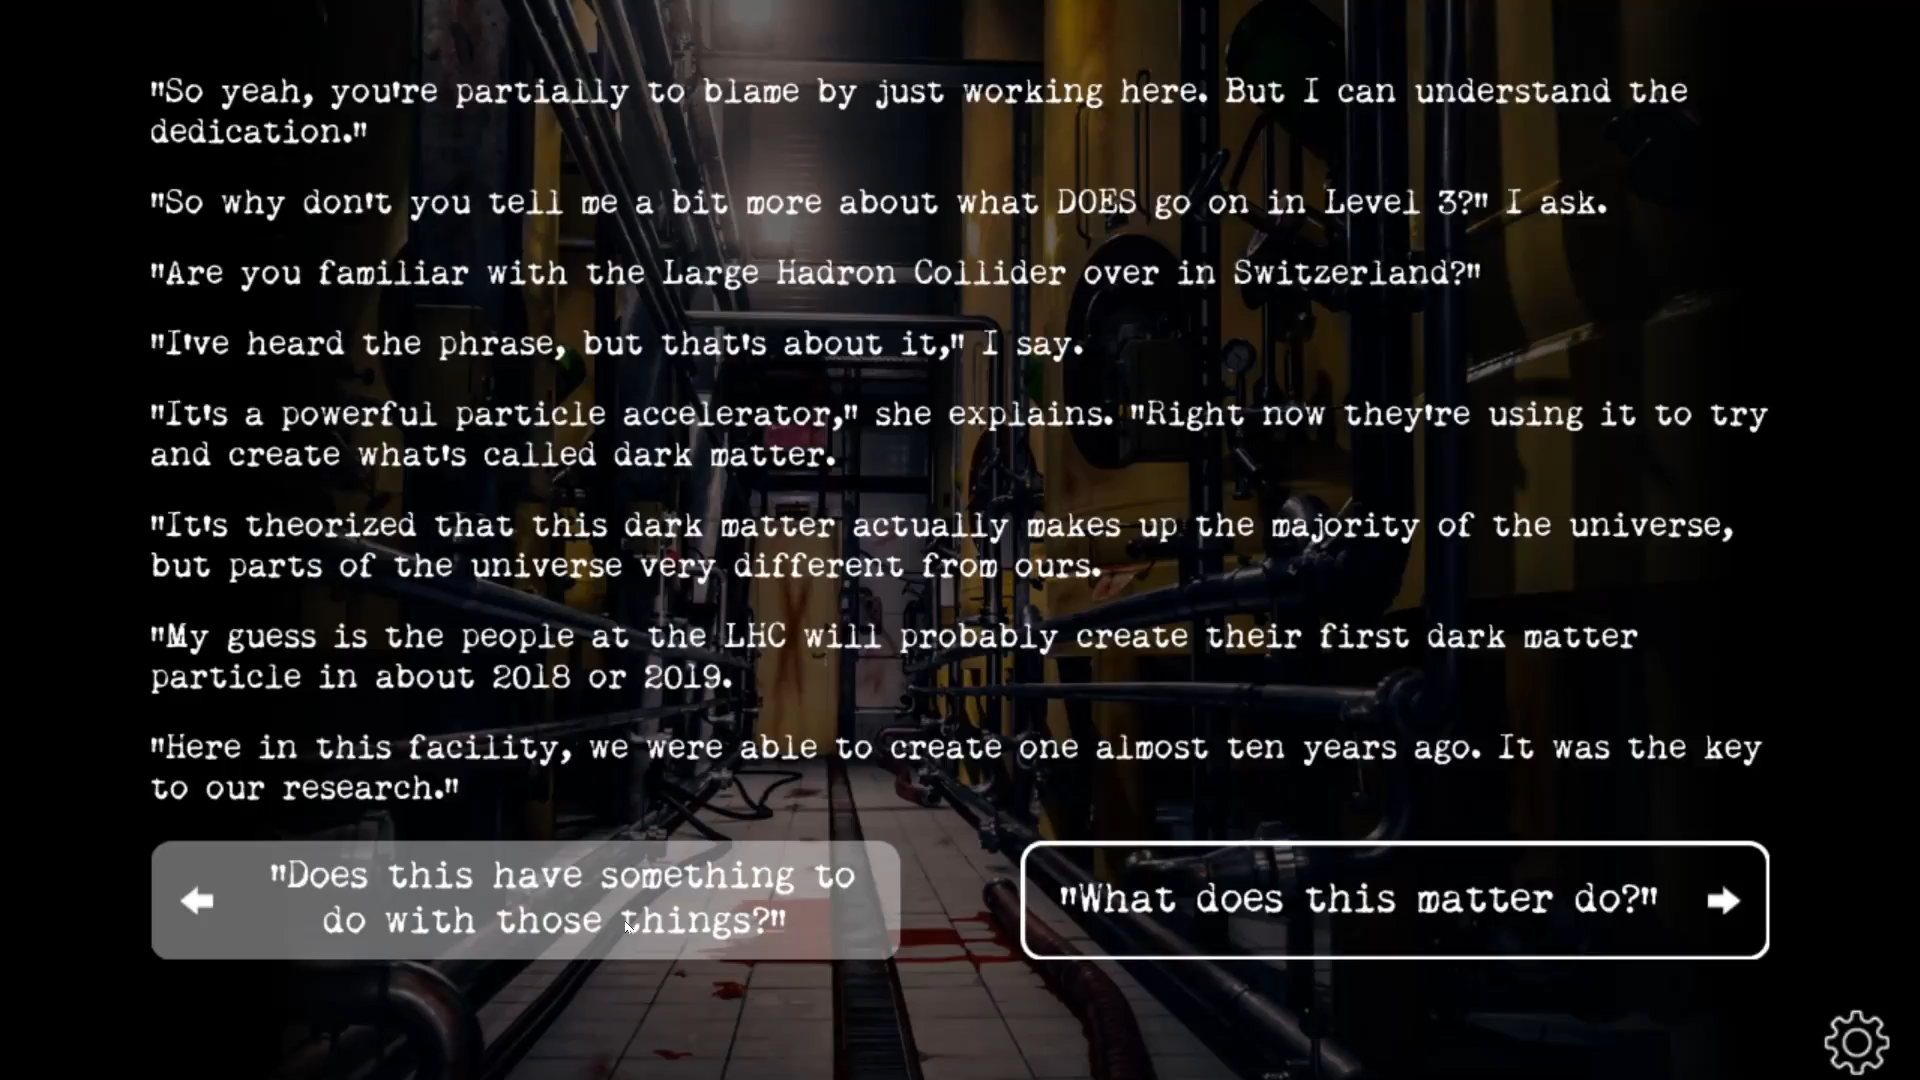 "So yeah, you're partially to blame by just working here. But I can understand the
dedication."
"So why don't you tell me a bit more about what DOES go on in Level 3?" I ask.
"Are you familiar with the Large Hadron Collider over in Switzerland?"
"I've heard the phrase, but that's about it," I say.
"It's a powerful particle accelerator," she explains. "Right now they're using it to try
and create what's called dark matter.
"It's theorized that this dark matter actually makes up the majority of the universe,
but parts of the universe very different from ours.
"My guess is the people at the LHC will probably create their first dark matter
particle in about 2018 or 2019.
"Here in this facility, we were able to create one almost ten years ago. It was the key
to our research."
"Does this have something to
do with those things?"
"What does this matter do?"